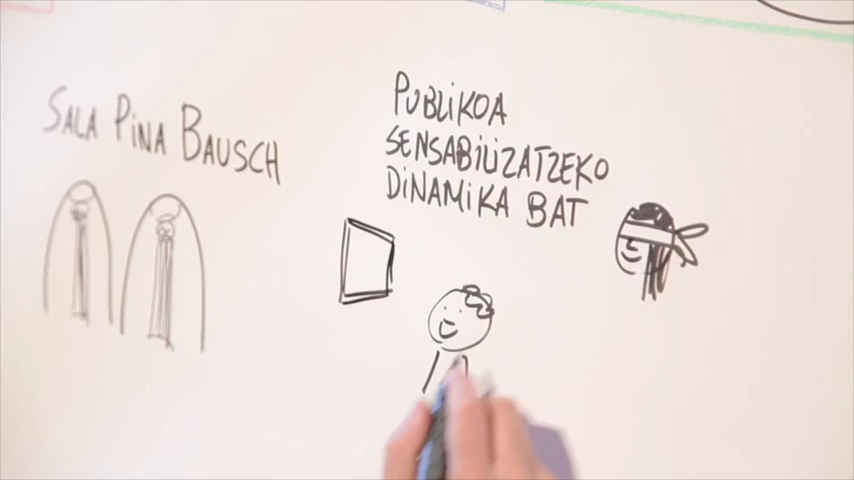 SALA PINA BAUSCH
PUBLIKOA
SENSABILIZATZEKO
DINAMIKA BAT